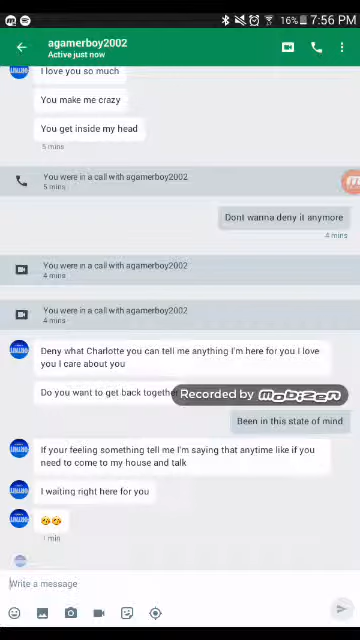 16% 7:56 PM
agamerboy2002
Active just now
I love you so much
You make me crazy
You get inside my head
5 mins
You were in a call with agamerboy2002
5 mins
Dont wanna deny it anymore
4 mins
You were in a call with agamerboy2002
4 mins
You were in a call with agamerboy2002
4 mins
Deny what Charlotte you can tell me anything I'm here for you I love
you I care about you
Do you want to get back together
Recorded by Mobizen
Been in this state of mind
If your feeling something tell me I'm saying that anytime like if you
need to come to my house and talk
I waiting right here for you
1 min
Write a message